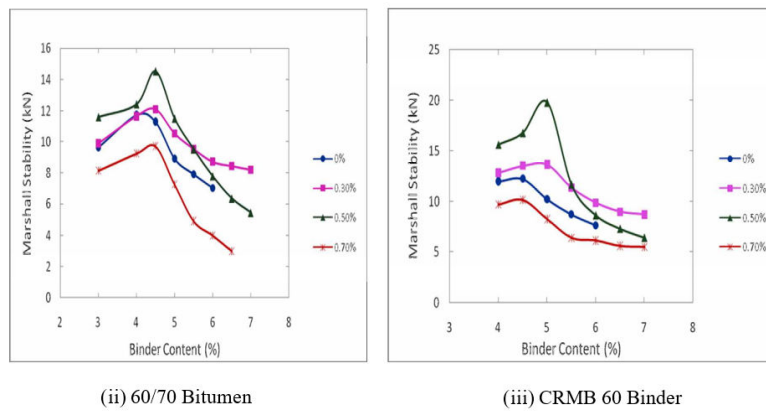 16
14
12
10
8
6
4
2
0
Marshall Stability (kN)
2 3 4 5 6 7 8
Binder Content (%)
0%
0.30%
0.50%
0.70%
(ii) 60/70 Bitumen
25
20
15
10
5
0
Marshall Stability (kN)
3 4 5 6 7 8
Binder Content (%)
0%
0.30%
0.50%
0.70%
(iii) CRMB 60 Binder